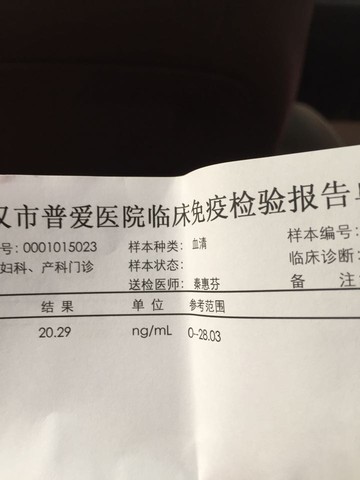 汉市普爱医院临床免疫检验报告单
号: 0001015023 样本种类: 血清 样本编号:
妇科、产科门诊 样本状态: 临床诊断:
送检医师: 秦惠芬 备 注
结 果 单 位 参考范围
20.29 ng/mL 0-28.03